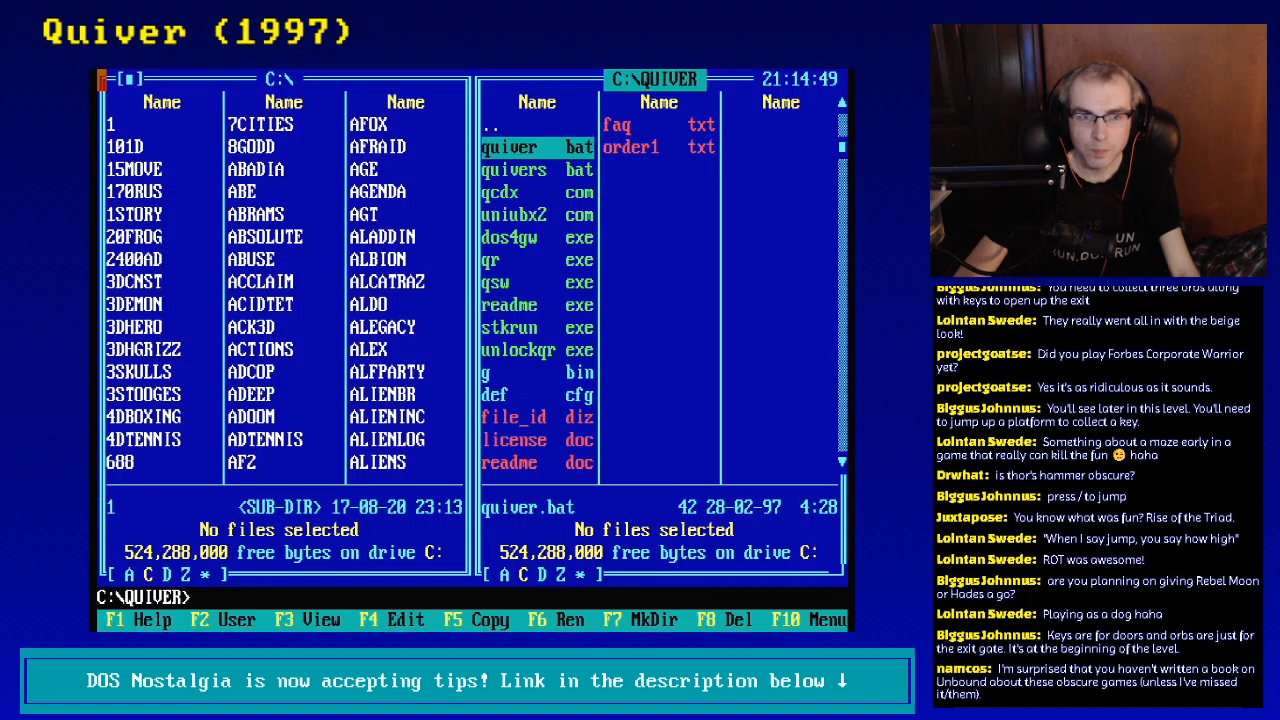 Quiver (1997)
[■] C:\
Name Name Name
1 7CITIES AFOX
101D 8GODD AFRAID
15MOVE ABADIA AGE
170RUS ABE AGENDA
1STORY ABRAMS AGT
20FROG ABSOLUTE ALADDIN
2400AD ABUSE ALBION
3DCNST ACCLAIM ALCATRAZ
3DEMON ACIDTET ALDO
3DHERO ACK3D ALEGACY
3DHGRIZZ ACTIONS ALEX
3SKULLS ADCOP ALFPARTY
3STOOGES ADEEP ALIENBR
4DBOXING ADOOM ALIENINC
4DTENNIS ADTENNIS ALIENLOG
688 AF2 ALIENS
1 <SUB-DIR> 17-08-20 23:13
No files selected
524,288,000 free bytes on drive C:
[ A C D Z * ]
C:\QUIVER 21:14:49
Name Name Name
.. faq txt
quiver bat order1 txt
quivers bat
qcdx com
uniubx2 com
dos4gw exe
qr exe
qsw exe
readme exe
stkrun exe
unlockqr exe
g bin
def cfg
file_id diz
license doc
readme doc
quiver.bat 42 28-02-97 4:28
No files selected
524,288,000 free bytes on drive C:
[ A C D Z * ]
C:\QUIVER>
F1 Help F2 User F3 View F4 Edit F5 Copy F6 Ren F7 MkDir F8 Del F10 Menu
DOS Nostalgia is now accepting tips! Link in the description below ↓
RUN
RUN.DOS RUN
BiggusJohnnus: You need to collect three orbs along
with keys to open up the exit
Lointan Swede: They really went all in with the beige
look!
projectgoatse: Did you play Forbes Corporate Warrior
yet?
projectgoatse: Yes it's as ridiculous as it sounds.
BiggusJohnnus: You'll see later in this level. You'll need
to jump up a platform to collect a key.
Lointan Swede: Something about a maze early in a
game that really can kill the fun 😏 haha
Drwhat: is thor's hammer obscure?
BiggusJohnnus: press / to jump
Juxtapose: You know what was fun? Rise of the Triad.
Lointan Swede: "When I say jump, you say how high"
Lointan Swede: ROT was awesome!
BiggusJohnnus: are you planning on giving Rebel Moon
or Hades a go?
Lointan Swede: Playing as a dog haha
BiggusJohnnus: Keys are for doors and orbs are just for
the exit gate. It's at the beginning of the level.
namcos: I'm surprised that you haven't written a book on
Unbound about these obscure games (unless I've missed
it/them).